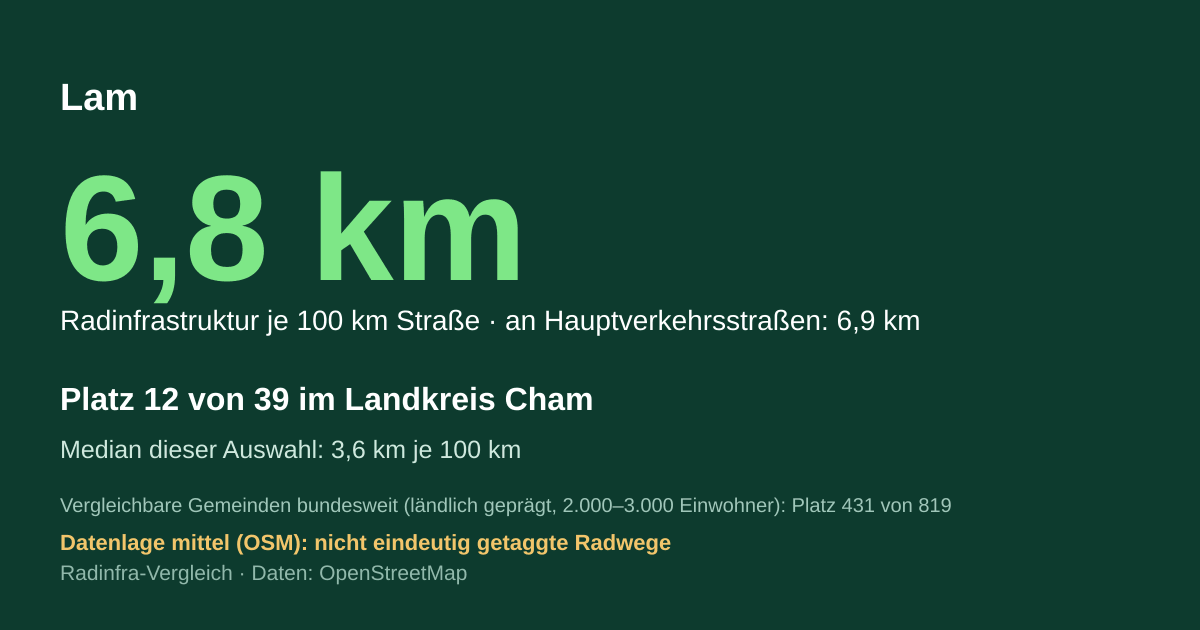 Lam
6,8 km
Radinfrastruktur je 100 km Straße · an Hauptverkehrsstraßen: 6,9 km
Platz 12 von 39 im Landkreis Cham
Median dieser Auswahl: 3,6 km je 100 km
Vergleichbare Gemeinden bundesweit (ländlich geprägt, 2.000–3.000 Einwohner): Platz 431 von 819
Datenlage mittel (OSM): nicht eindeutig getaggte Radwege
Radinfra-Vergleich · Daten: OpenStreetMap